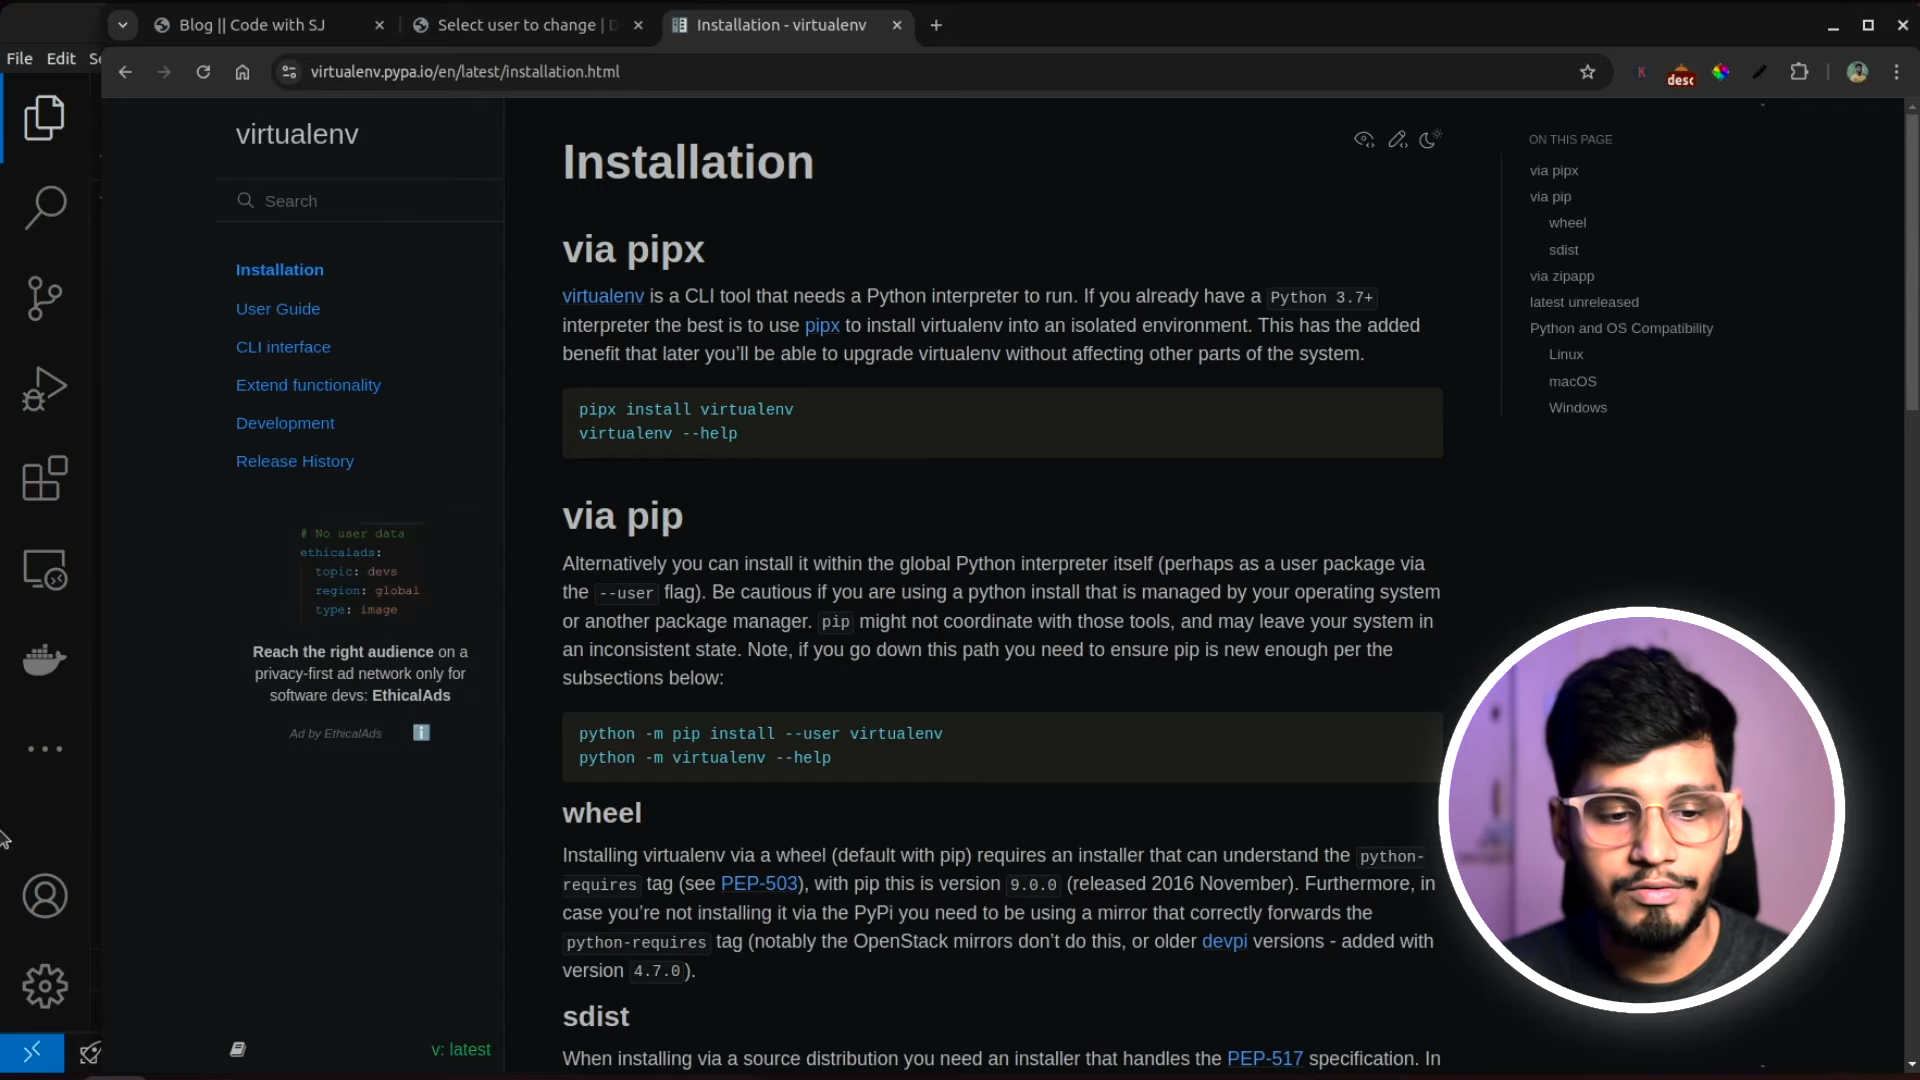 Blog || Code with SJ
Select user to change |
Installation - virtualenv
File Edit
virtualenv.pypa.io/en/latest/installation.html
K
desc
virtualenv
Search
Installation
User Guide
CLI interface
Extend functionality
Development
Release History
# No user data
ethicalads:
topic: devs
region: global
type: image
Reach the right audience on a
privacy-first ad network only for
software devs: EthicalAds
Ad by EthicalAds
v: latest
Installation
via pipx
virtualenv is a CLI tool that needs a Python interpreter to run. If you already have a Python 3.7+
interpreter the best is to use pipx to install virtualenv into an isolated environment. This has the added
benefit that later you’ll be able to upgrade virtualenv without affecting other parts of the system.
pipx install virtualenv
virtualenv --help
via pip
Alternatively you can install it within the global Python interpreter itself (perhaps as a user package via
the --user flag). Be cautious if you are using a python install that is managed by your operating system
or another package manager. pip might not coordinate with those tools, and may leave your system in
an inconsistent state. Note, if you go down this path you need to ensure pip is new enough per the
subsections below:
python -m pip install --user virtualenv
python -m virtualenv --help
wheel
Installing virtualenv via a wheel (default with pip) requires an installer that can understand the python-
requires tag (see PEP-503), with pip this is version 9.0.0 (released 2016 November). Furthermore, in
case you’re not installing it via the PyPi you need to be using a mirror that correctly forwards the
python-requires tag (notably the OpenStack mirrors don’t do this, or older devpi versions - added with
version 4.7.0).
sdist
When installing via a source distribution you need an installer that handles the PEP-517 specification. In
ON THIS PAGE
via pipx
via pip
wheel
sdist
via zipapp
latest unreleased
Python and OS Compatibility
Linux
macOS
Windows